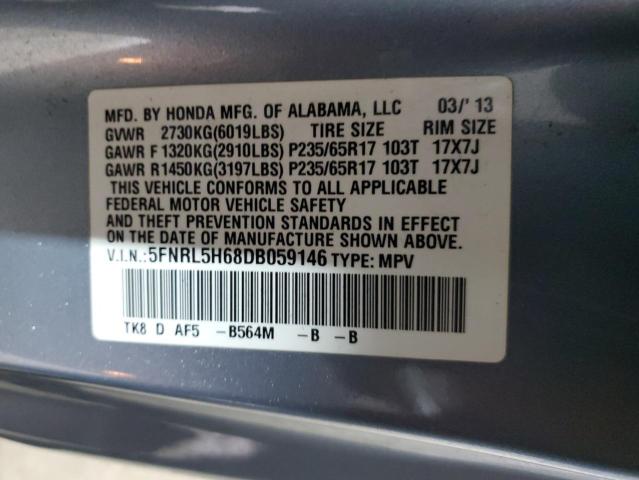 MFD. BY HONDA MFG. OF ALABAMA, LLC 03/'13
GVWR 2730KG(6019LBS) TIRE SIZE RIM SIZE
GAWR F 1320KG(2910LBS) P235/65R17 103T 17X7J
GAWR R1450KG(3197LBS) P235/65R17 103T 17X7J
THIS VEHICLE CONFORMS TO ALL APPLICABLE
FEDERAL MOTOR VEHICLE SAFETY
AND THEFT PREVENTION STANDARDS IN EFFECT
ON THE DATE OF MANUFACTURE SHOWN ABOVE.
V.I.N.:5FNRL5H68DB059146 TYPE: MPV
TK8 D AF5 -B564M -B -B